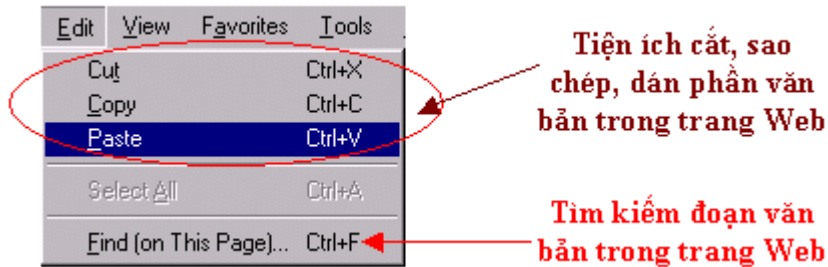 Edit View Favorites Tools
Cut Ctrl+X
Copy Ctrl+C
Paste Ctrl+V
Select All Ctrl+A
Find (on This Page)... Ctrl+F
Tiện ích cắt, sao
chép, dán phần văn
bản trong trang Web
Tìm kiếm đoạn văn
bản trong trang Web